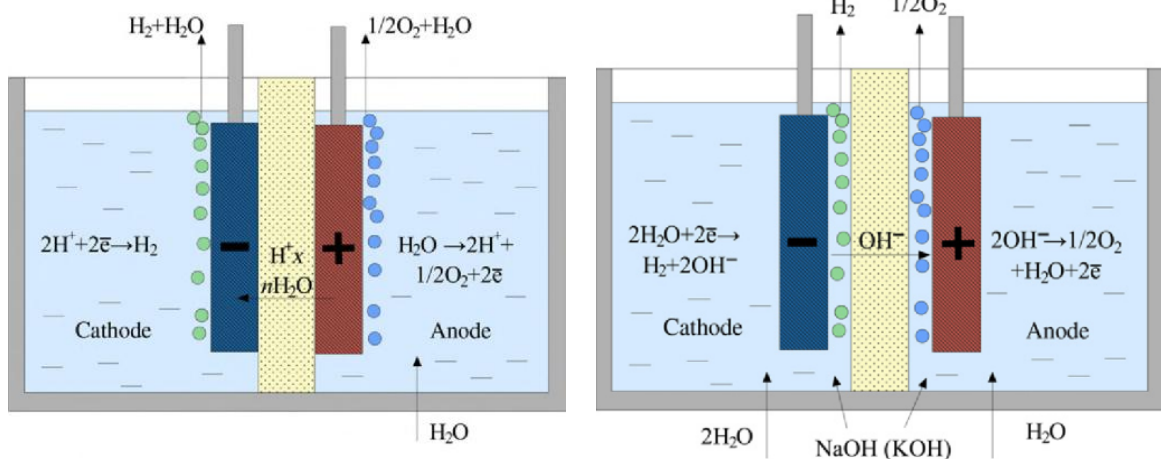 H₂+H₂O
1/2O₂+H₂O
2H⁺+2e̅→H₂
−
H⁺x
nH₂O
+
H₂O →2H⁺+
1/2O₂+2e̅
Cathode
Anode
H₂O
H₂
1/2O₂
2H₂O+2e̅→
H₂+2OH⁻
−
OH⁻
+
2OH⁻→1/2O₂
+H₂O+2e̅
Cathode
Anode
2H₂O
NaOH (KOH)
H₂O